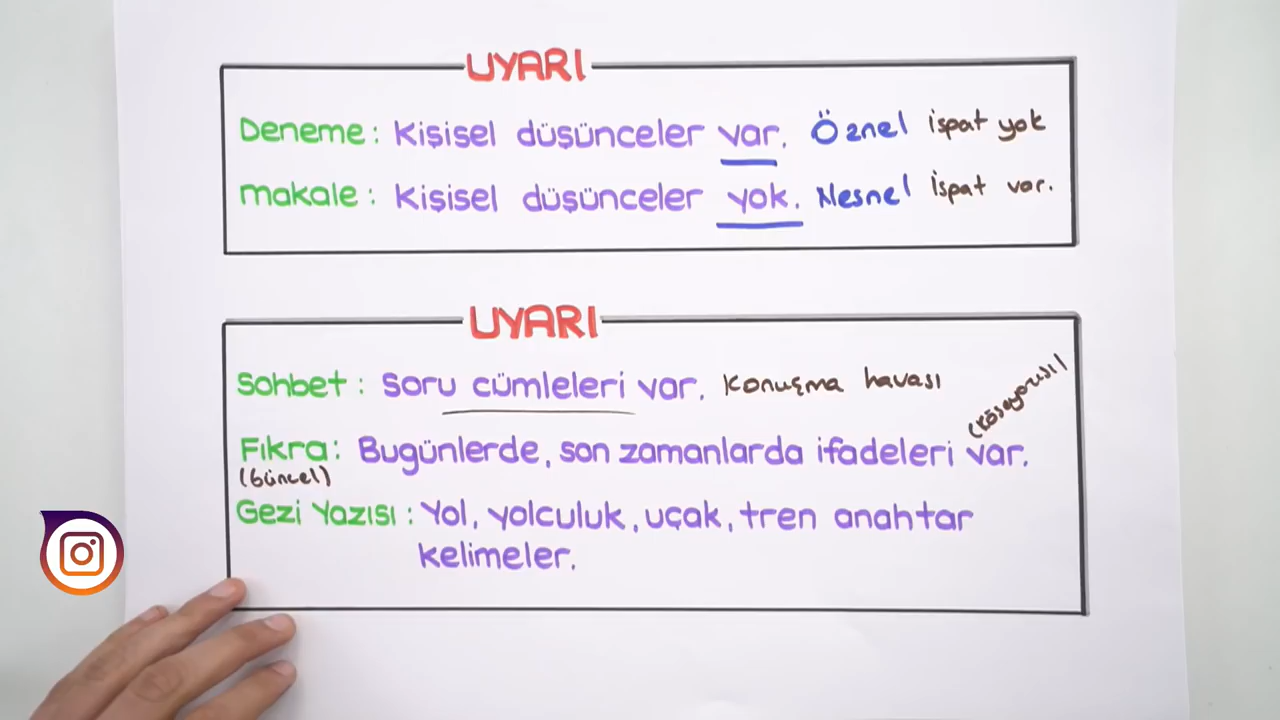 UYARI
Deneme: Kişisel düşünceler var. Öznel ispat yok
Makale: Kişisel düşünceler yok. Nesnel İspat var.
UYARI
Sohbet: Soru cümleleri var. Konuşma havası
(köşe yazısı)
Fıkra: Bugünlerde, son zamanlarda ifadeleri var.
(Güncel)
Gezi Yazısı: Yol, yolculuk, uçak, tren anahtar
kelimeler.